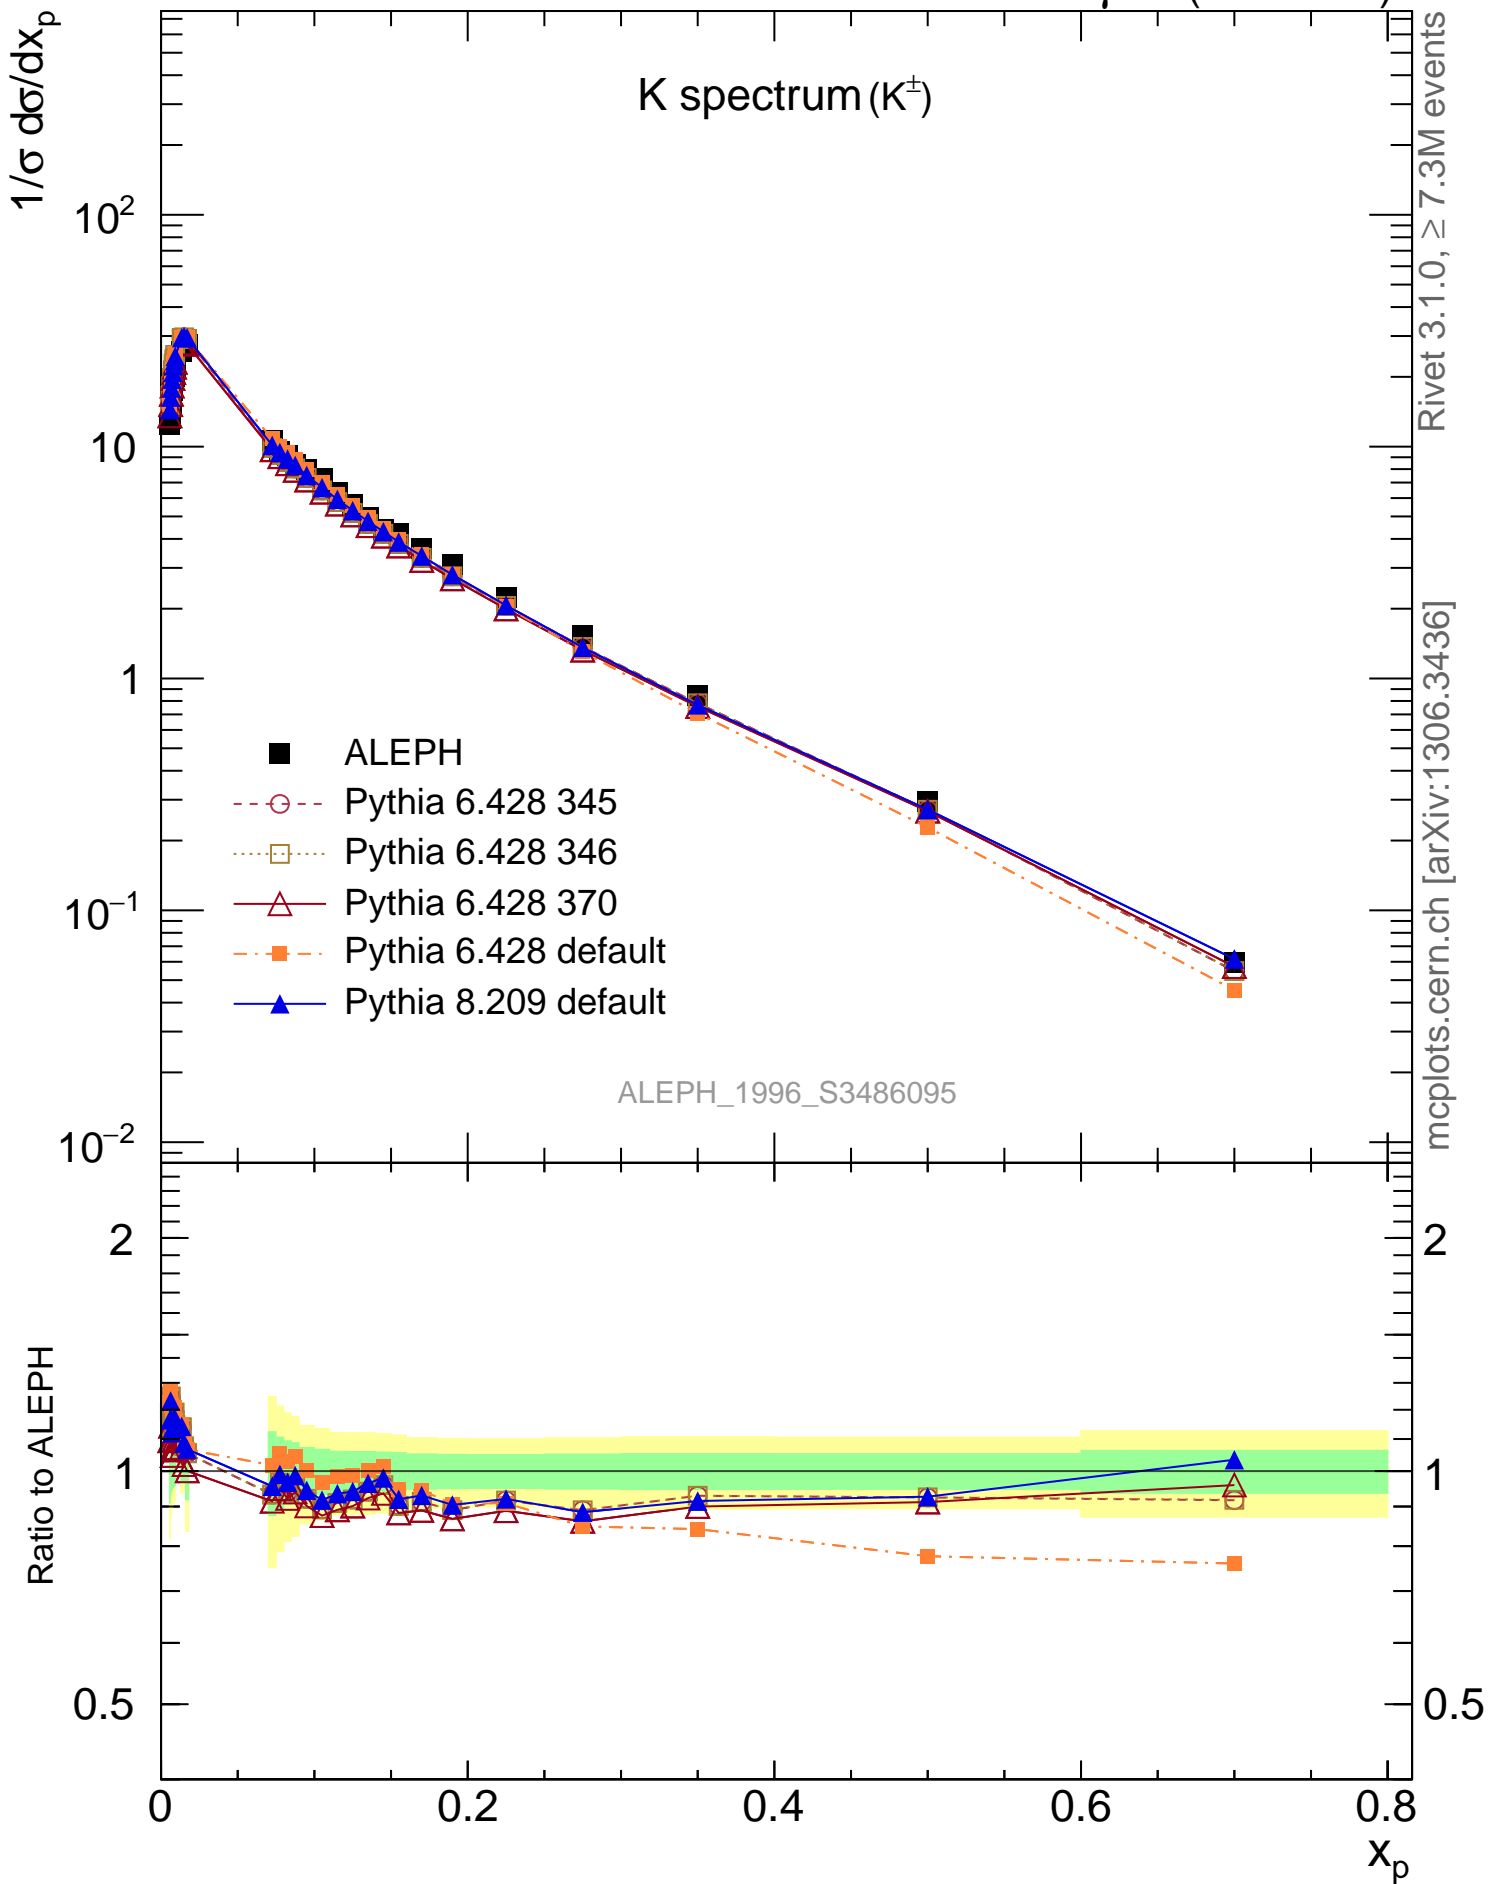 K spectrum (K±)
1/σ dσ/dxp
10²
10
1
10⁻¹
10⁻²
ALEPH
Pythia 6.428 345
Pythia 6.428 346
Pythia 6.428 370
Pythia 6.428 default
Pythia 8.209 default
ALEPH_1996_S3486095
Rivet 3.1.0, ≥ 7.3M events
mcplots.cern.ch [arXiv:1306.3436]
Ratio to ALEPH
2
1
0.5
2
1
0.5
0
0.2
0.4
0.6
0.8
xp